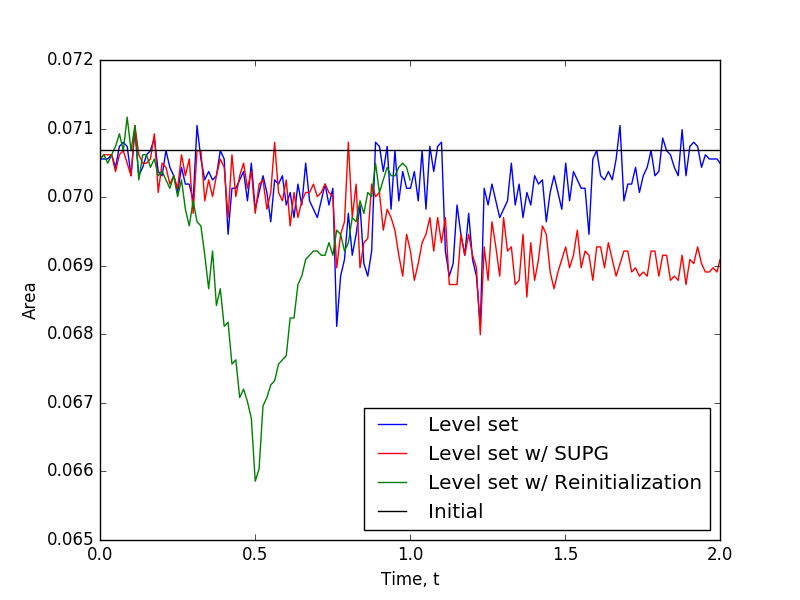 0.072
0.071
0.070
0.069
0.068
0.067
0.066
0.065
Area
Level set
Level set w/ SUPG
Level set w/ Reinitialization
Initial
0.0 0.5 1.0 1.5 2.0
Time, t